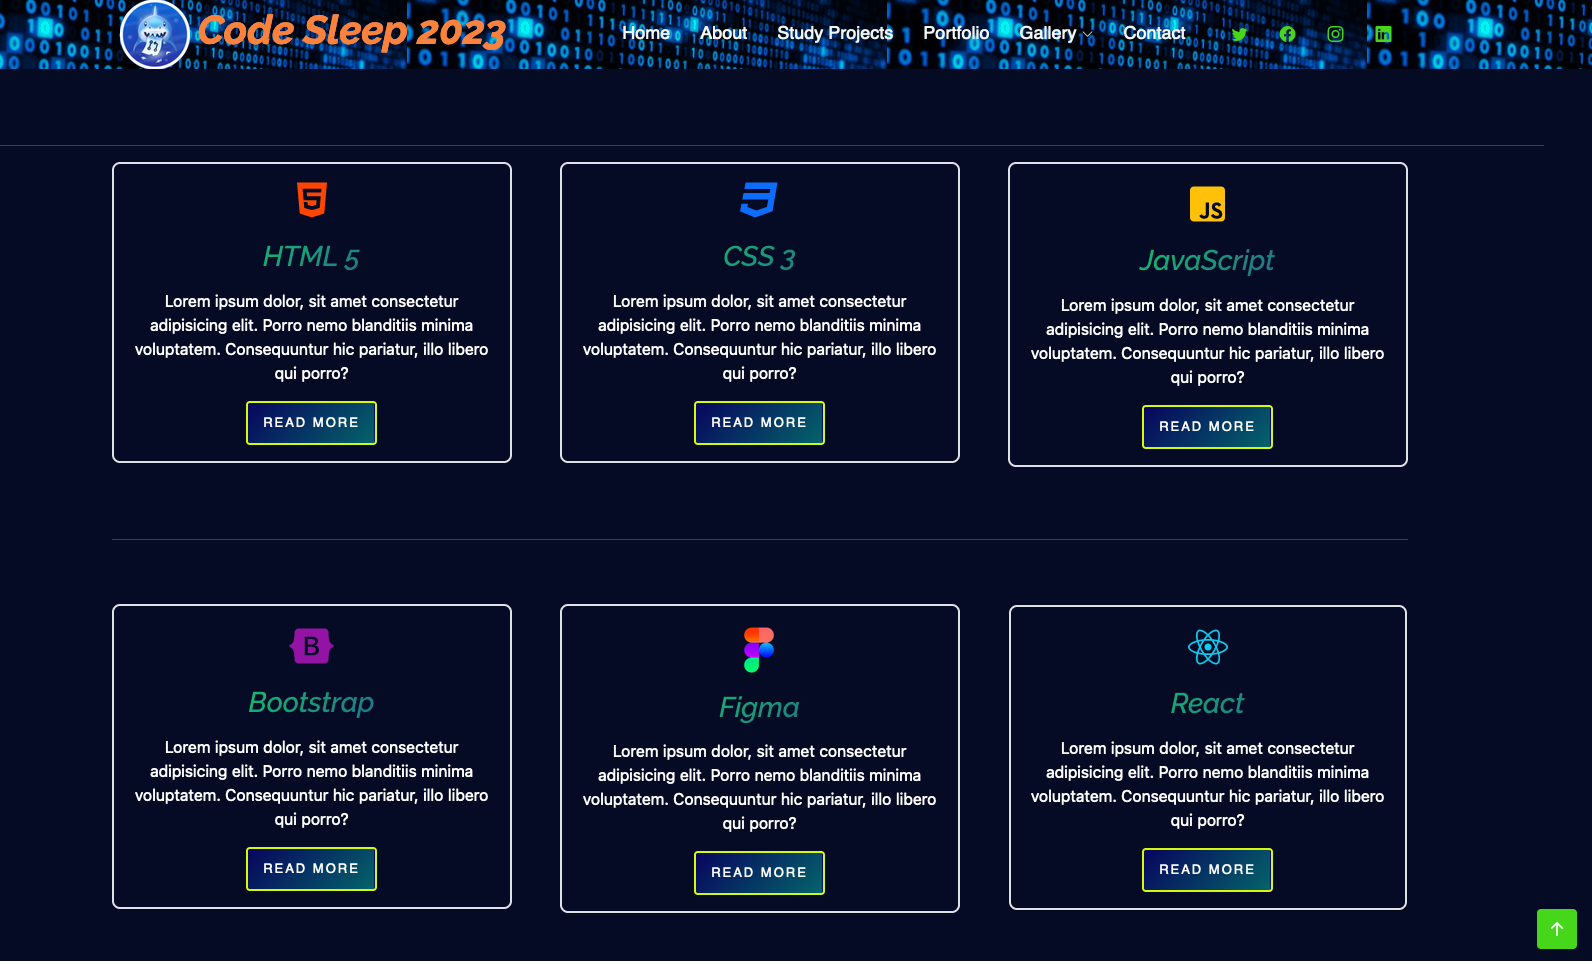 Code Sleep 2023
Home About Study Projects Portfolio Gallery Contact
HTML 5
Lorem ipsum dolor, sit amet consectetur
adipisicing elit. Porro nemo blanditiis minima
voluptatem. Consequuntur hic pariatur, illo libero
qui porro?
READ MORE
CSS 3
Lorem ipsum dolor, sit amet consectetur
adipisicing elit. Porro nemo blanditiis minima
voluptatem. Consequuntur hic pariatur, illo libero
qui porro?
READ MORE
JS
JavaScript
Lorem ipsum dolor, sit amet consectetur
adipisicing elit. Porro nemo blanditiis minima
voluptatem. Consequuntur hic pariatur, illo libero
qui porro?
READ MORE
B
Bootstrap
Lorem ipsum dolor, sit amet consectetur
adipisicing elit. Porro nemo blanditiis minima
voluptatem. Consequuntur hic pariatur, illo libero
qui porro?
READ MORE
Figma
Lorem ipsum dolor, sit amet consectetur
adipisicing elit. Porro nemo blanditiis minima
voluptatem. Consequuntur hic pariatur, illo libero
qui porro?
READ MORE
React
Lorem ipsum dolor, sit amet consectetur
adipisicing elit. Porro nemo blanditiis minima
voluptatem. Consequuntur hic pariatur, illo libero
qui porro?
READ MORE